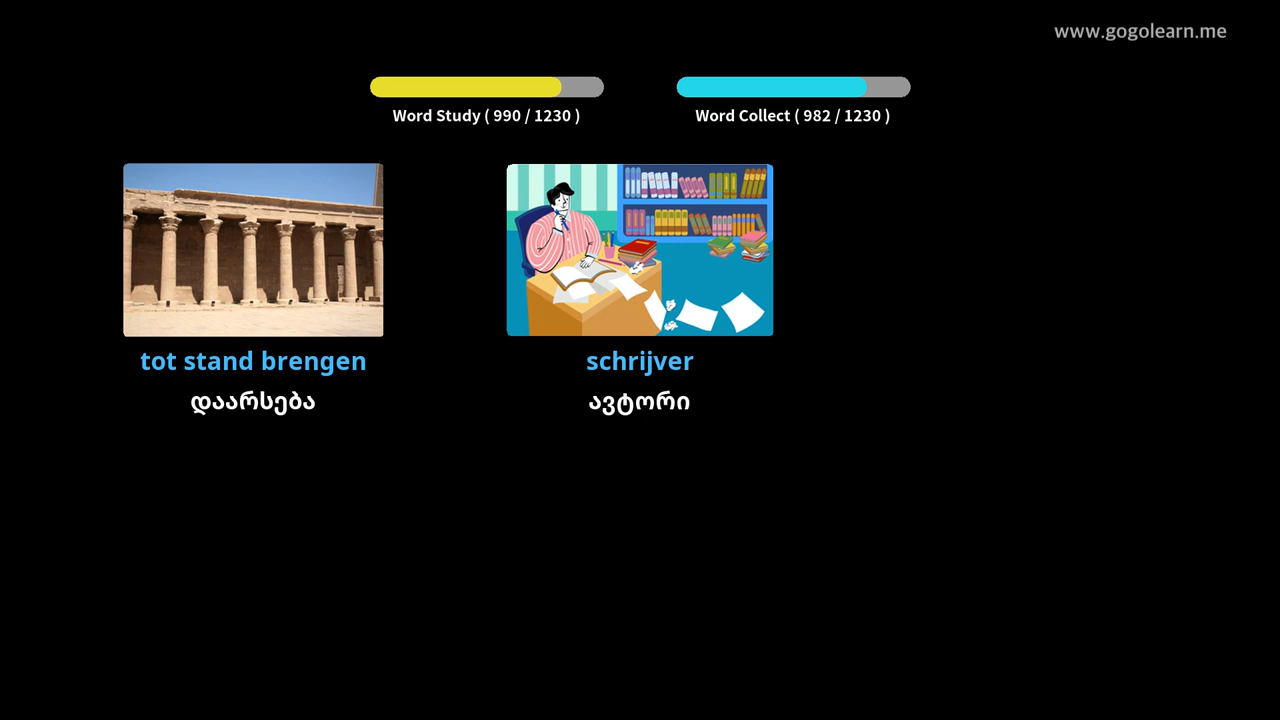 www.gogolearn.me
Word Study ( 990 / 1230 )
Word Collect ( 982 / 1230 )
tot stand brengen
schrijver
დაარსება
ავტორი